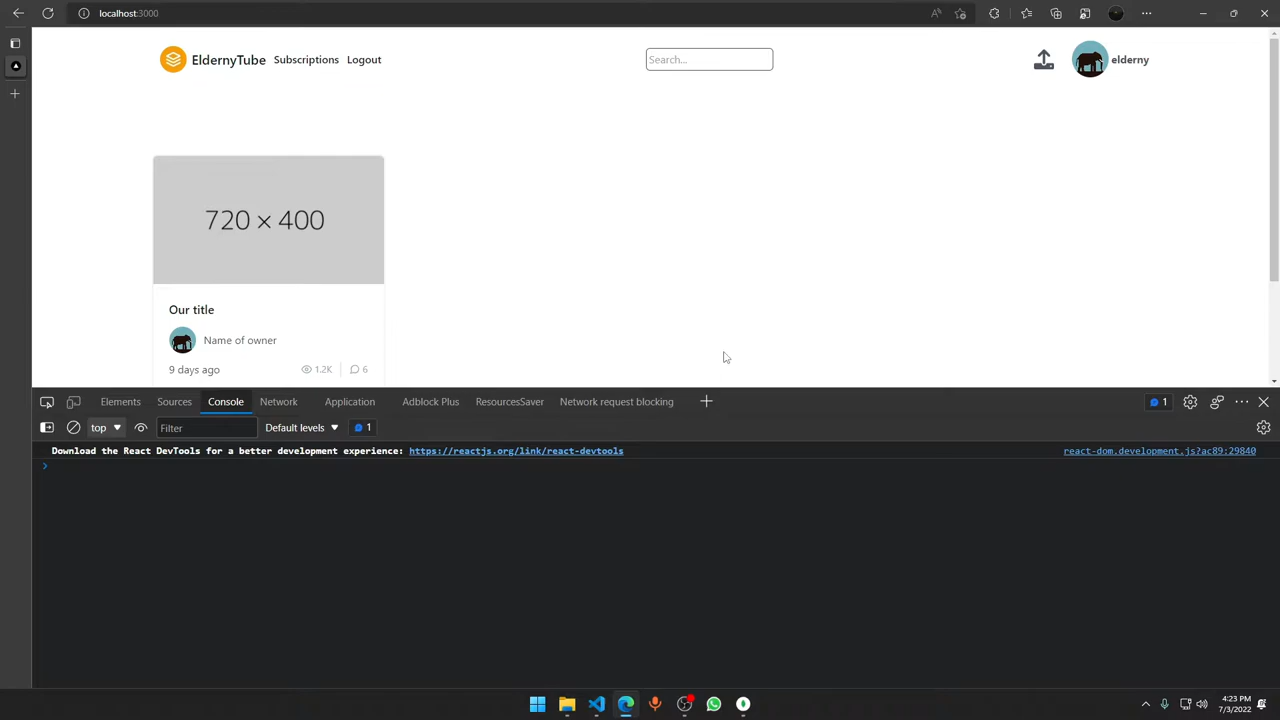 localhost:3000
EldernyTube Subscriptions Logout Search... elderny
720 × 400
Our title
Name of owner
9 days ago 1.2K 6
Elements Sources Console Network Application Adblock Plus ResourcesSaver Network request blocking 1
top Filter Default levels 1
Download the React DevTools for a better development experience: https://reactjs.org/link/react-devtools react-dom.development.js?ac89:29840
4:23 PM
7/3/2022